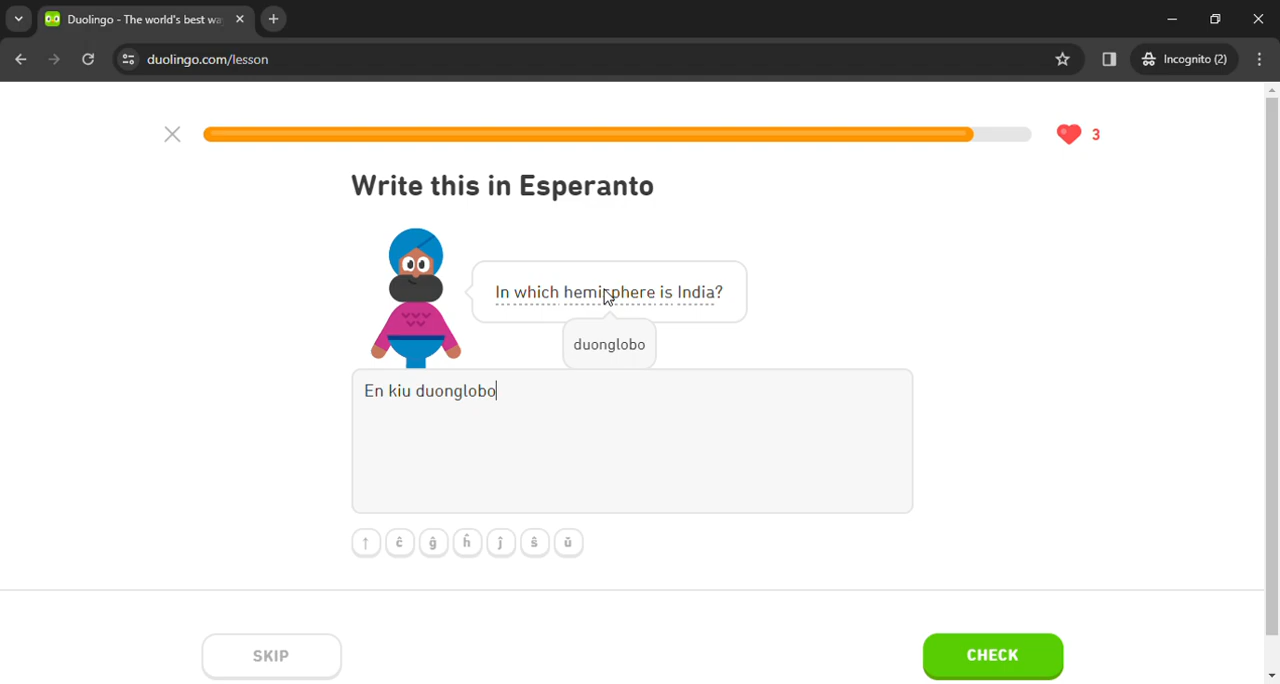 Duolingo - The world's best wa
duolingo.com/lesson
Incognito (2)
3
Write this in Esperanto
In which hemisphere is India?
duonglobo
En kiu duonglobo
↑ ĉ ĝ ĥ ĵ ŝ ŭ
SKIP
CHECK